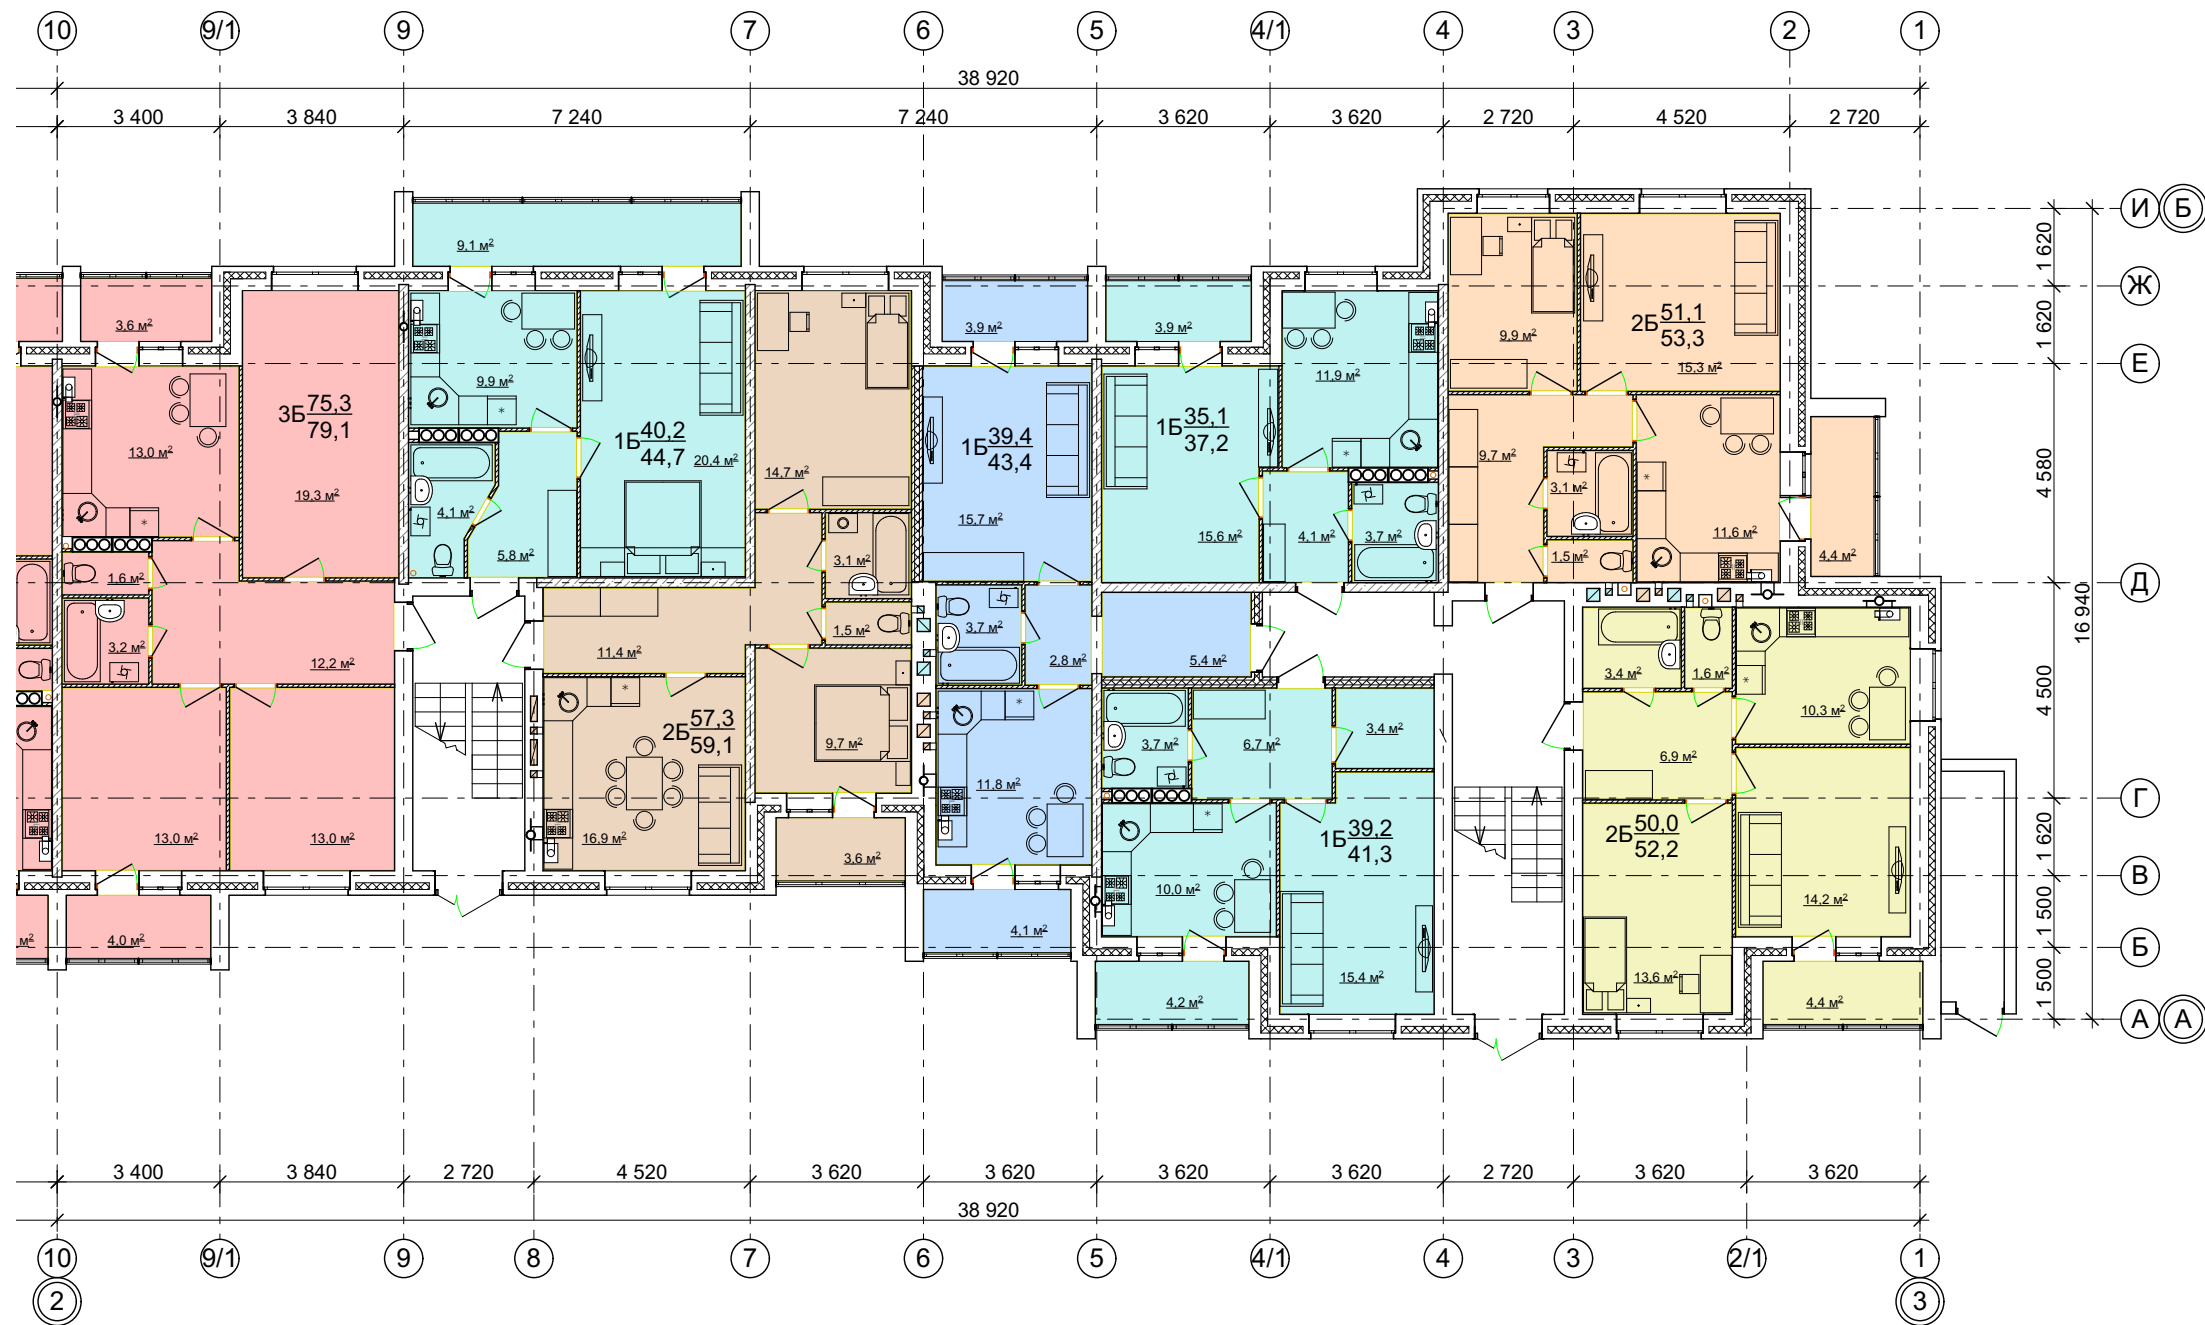 10 9/1 9 7 6 5 4/1 4 3 2 1
38 920
3 400 3 840 7 240 7 240 3 620 3 620 2 720 4 520 2 720
И Б
1 620
9,1 м²
Ж
3,6 м² 3,9 м² 3,9 м² 9,9 м² 2Б 51,1
53,3
1 620
15,3 м²
Е
9,9 м² 11,9 м²
3Б 75,3
79,1
1Б 40,2
44,7
1Б 39,4
43,4
1Б 35,1
37,2
13,0 м² 20,4 м² 14,7 м² 9,7 м²
19,3 м² 4,1 м² 15,7 м² 3,1 м² 4 580
5,8 м² 3,1 м² 15,6 м² 4,1 м² 3,7 м² 1,5 м² 11,6 м² 4,4 м²
1,6 м²
Д
16 940
3,2 м² 12,2 м² 11,4 м² 1,5 м² 3,7 м² 2,8 м² 5,4 м² 3,4 м² 1,6 м²
4 500
2Б 57,3
59,1
9,7 м² 3,7 м² 6,7 м² 3,4 м² 6,9 м² 10,3 м²
11,8 м²
Г
13,0 м² 13,0 м² 16,9 м² 3,6 м² 1Б 39,2
41,3
2Б 50,0
52,2
1 620
В
10,0 м² 14,2 м²
1 500
м² 4,0 м² 4,1 м²
Б
15,4 м² 13,6 м²
4,2 м² 4,4 м²
1 500
А А
3 400 3 840 2 720 4 520 3 620 3 620 3 620 3 620 2 720 3 620 3 620
38 920
10 9/1 9 8 7 6 5 4/1 4 3 2/1 1
2 3